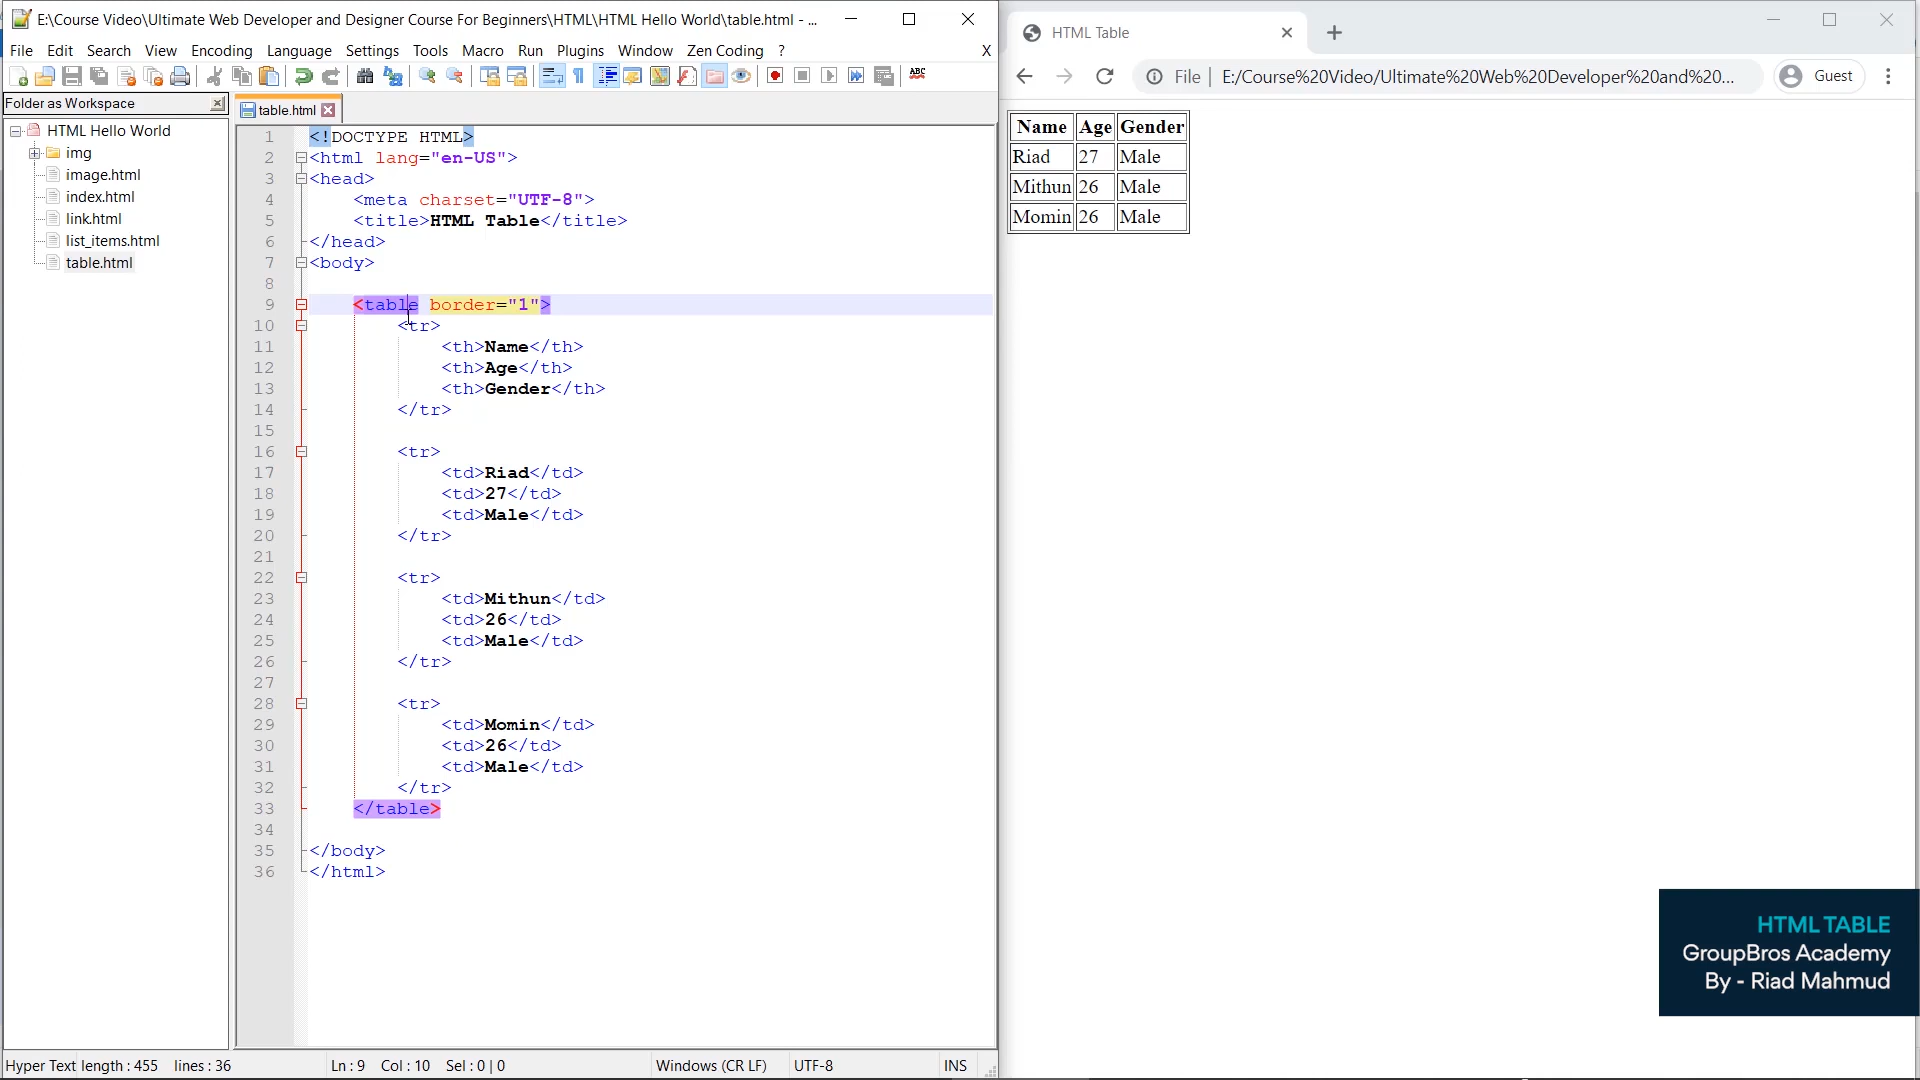 E:\Course Video\Ultimate Web Developer and Designer Course For Beginners\HTML\HTML Hello World\table.html - ...
File Edit Search View Encoding Language Settings Tools Macro Run Plugins Window Zen Coding ? X
ABC
Folder as Workspace
HTML Hello World
img
image.html
index.html
link.html
list_items.html
table.html
table.html
1 <!DOCTYPE HTML>
2 <html lang="en-US">
3 <head>
4 <meta charset="UTF-8">
5 <title>HTML Table</title>
6 </head>
7 <body>
8
9 <table border="1">
10 <tr>
11 <th>Name</th>
12 <th>Age</th>
13 <th>Gender</th>
14 </tr>
15
16 <tr>
17 <td>Riad</td>
18 <td>27</td>
19 <td>Male</td>
20 </tr>
21
22 <tr>
23 <td>Mithun</td>
24 <td>26</td>
25 <td>Male</td>
26 </tr>
27
28 <tr>
29 <td>Momin</td>
30 <td>26</td>
31 <td>Male</td>
32 </tr>
33 </table>
34
35 </body>
36 </html>
Hyper Text length : 455 lines : 36 Ln : 9 Col : 10 Sel : 0 | 0 Windows (CR LF) UTF-8 INS
HTML Table
File E:/Course%20Video/Ultimate%20Web%20Developer%20and%20... Guest
Name Age Gender
Riad 27 Male
Mithun 26 Male
Momin 26 Male
HTML TABLE
GroupBros Academy
By - Riad Mahmud